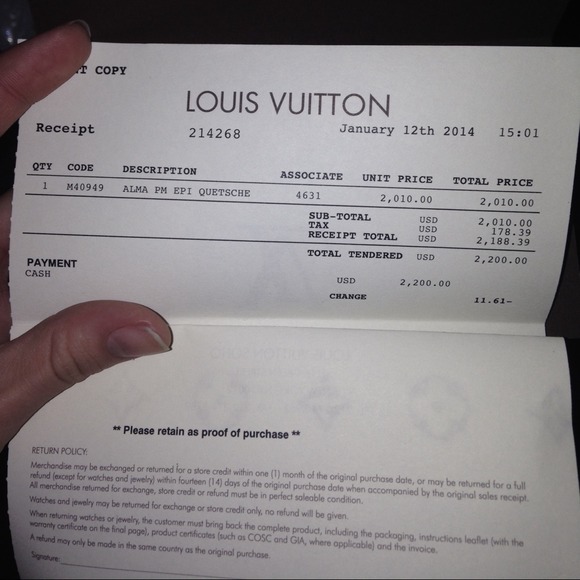 COPY
LOUIS VUITTON
Receipt 214268 January 12th 2014 15:01
QTY CODE DESCRIPTION ASSOCIATE UNIT PRICE TOTAL PRICE
1 M40949 ALMA PM EPI QUETSCHE 4631 2,010.00 2,010.00
SUB-TOTAL USD 2,010.00
TAX USD 178.39
RECEIPT TOTAL USD 2,188.39
TOTAL TENDERED USD 2,200.00
PAYMENT
CASH USD 2,200.00
CHANGE 11.61-
** Please retain as proof of purchase **
RETURN POLICY:
Merchandise may be exchanged or returned for a store credit within one (1) month of the original purchase date, or may be returned for a full
refund (except for watches and jewelry) within fourteen (14) days of the original purchase date when accompanied by the original sales receipt.
All merchandise returned for exchange, store credit or refund must be in perfect saleable condition.
Watches and jewelry may be returned for exchange or store credit only, no refund will be given.
When returning watches or jewelry, the customer must bring back the complete product, including the packaging, instructions leaflet (with the
warranty certificate on the final page), product certificates (such as COSC and GIA, where applicable) and the invoice.
A refund may only be made in the same country as the original purchase.
Signature: